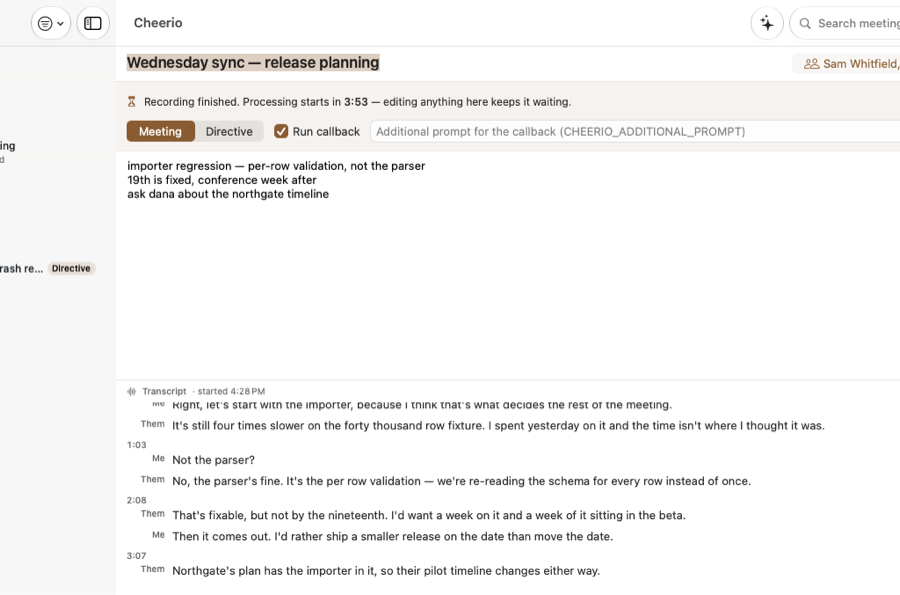 Cheerio
Search meeting
Wednesday sync — release planning
Sam Whitfield,
Recording finished. Processing starts in 3:53 — editing anything here keeps it waiting.
ing
Meeting
Directive
Run callback
Additional prompt for the callback (CHEERIO_ADDITIONAL_PROMPT)
d
importer regression — per-row validation, not the parser
19th is fixed, conference week after
ask dana about the northgate timeline
rash re... Directive
Transcript · started 4:28 PM
Me Right, let's start with the importer, because I think that's what decides the rest of the meeting.
Them It's still four times slower on the forty thousand row fixture. I spent yesterday on it and the time isn't where I thought it was.
1:03
Me Not the parser?
Them No, the parser's fine. It's the per row validation — we're re-reading the schema for every row instead of once.
2:08
Them That's fixable, but not by the nineteenth. I'd want a week on it and a week of it sitting in the beta.
Me Then it comes out. I'd rather ship a smaller release on the date than move the date.
3:07
Them Northgate's plan has the importer in it, so their pilot timeline changes either way.